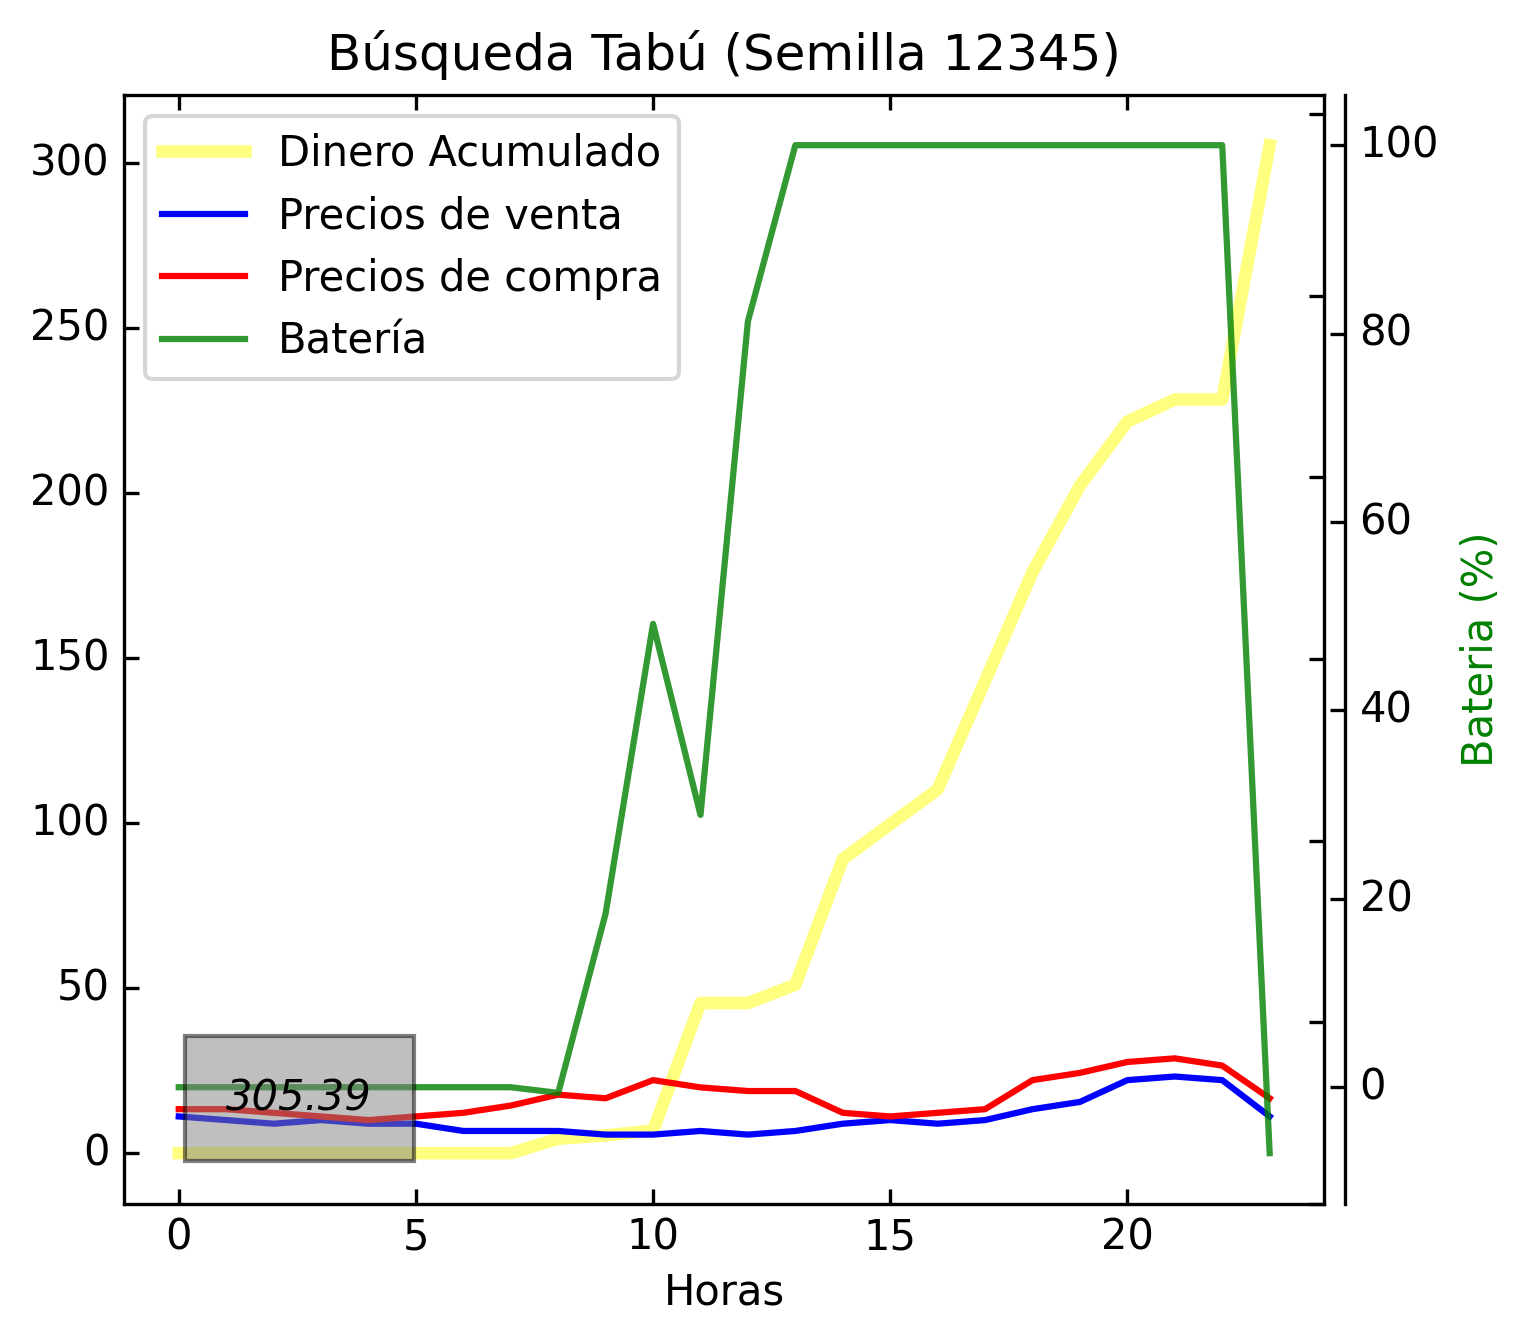 Búsqueda Tabú (Semilla 12345)
Dinero Acumulado
Precios de venta
Precios de compra
Batería
300
250
200
150
100
50
0
305.39
100
80
60
40
20
0
Bateria (%)
0 5 10 15 20
Horas